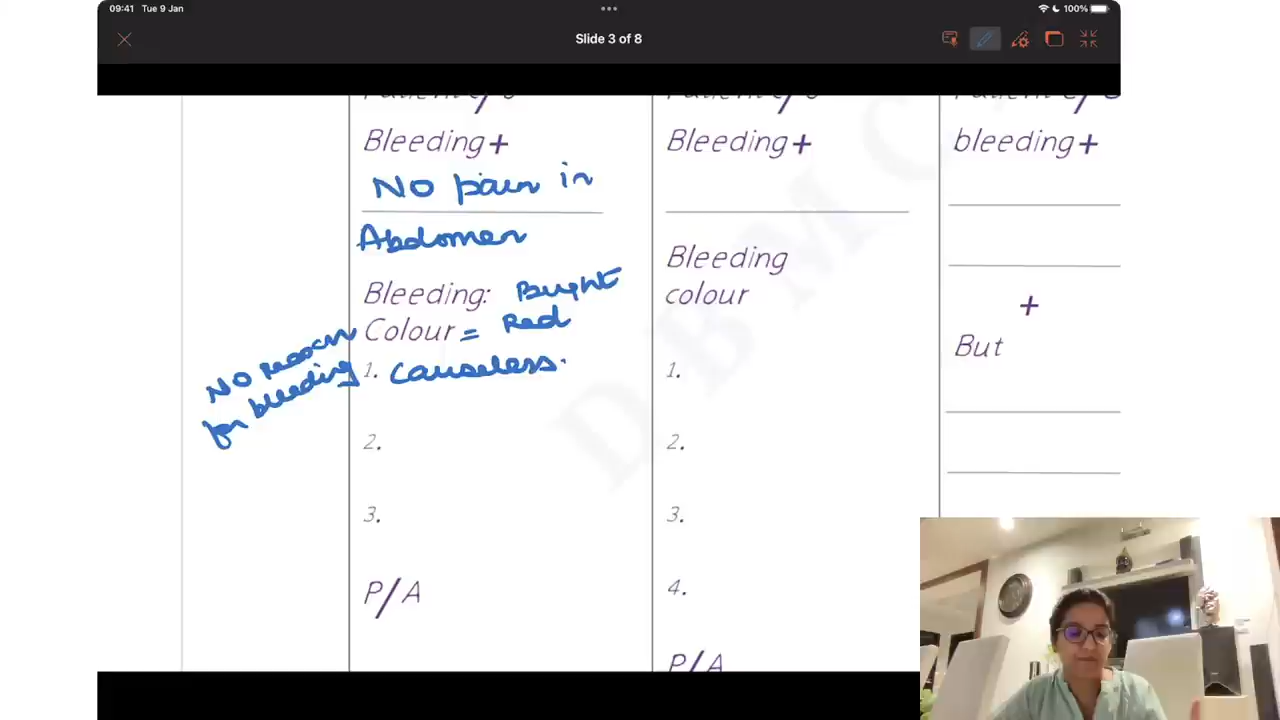 09:41 Tue 9 Jan
100%
Slide 3 of 8
Bleeding+
NO pain in
Abdomen
Bleeding: Bright
Colour = Red
NO reason
for bleeding
1. Causeless.
2.
3.
P/A
Bleeding+
Bleeding
colour
1.
2.
3.
4.
P/A
bleeding+
+
But
DBMC